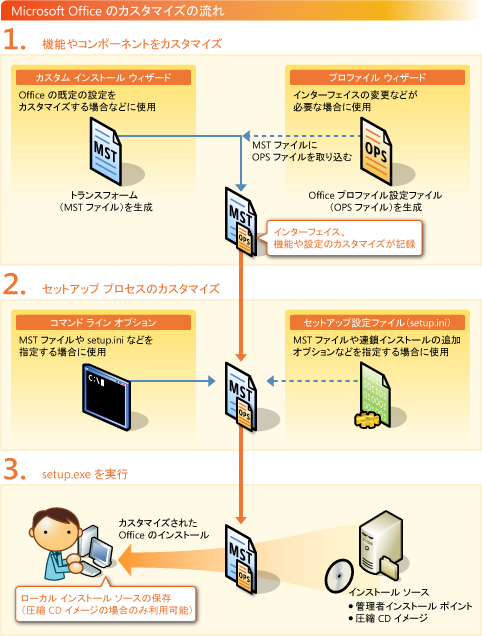 Microsoft Office のカスタマイズの流れ
1. 機能やコンポーネントをカスタマイズ
カスタム インストール ウィザード
Office の既定の設定を
カスタマイズする場合などに使用
MST
トランスフォーム
（MST ファイル）を生成
プロファイル ウィザード
インターフェイスの変更などが
必要な場合に使用
MST ファイルに
OPS ファイルを取り込む
OPS
Office プロファイル設定ファイル
（OPS ファイル）を生成
MST
OPS
インターフェイス、
機能や設定のカスタマイズが記録
2. セットアップ プロセスのカスタマイズ
コマンド ライン オプション
MST ファイルや setup.ini などを
指定する場合に使用
C:\
MST
OPS
セットアップ設定ファイル（setup.ini）
MST ファイルや連鎖インストールの追加
オプションなどを指定する場合に使用
3. setup.exe を実行
カスタマイズされた
Office のインストール
MST
OPS
ローカル インストール ソースの保存
（圧縮 CD イメージの場合のみ利用可能）
インストール ソース
• 管理者インストール ポイント
• 圧縮 CD イメージ